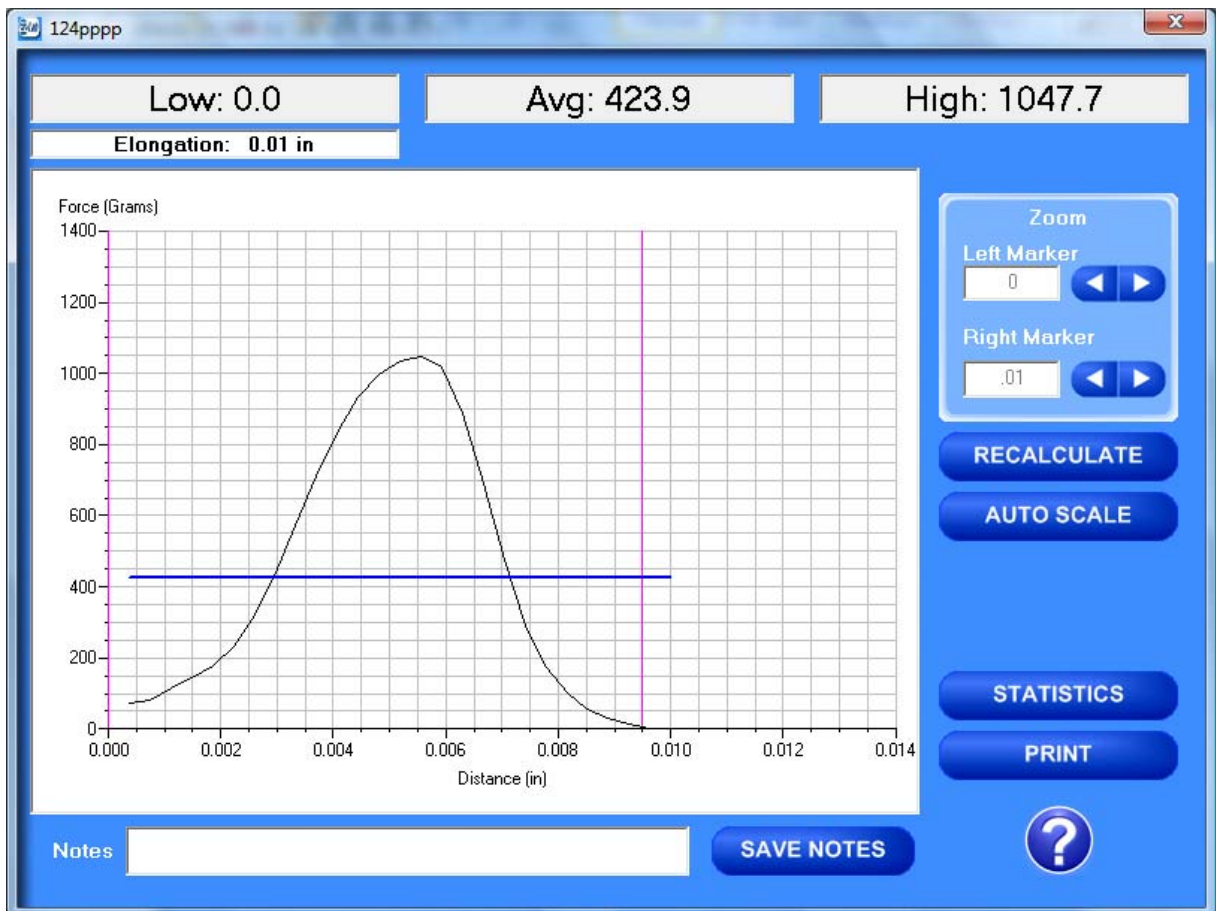 124pppp
Low: 0.0
Avg: 423.9
High: 1047.7
Elongation: 0.01 in
Force (Grams)
1400
1200
1000
800
600
400
200
0
0.000 0.002 0.004 0.006 0.008 0.010 0.012 0.014
Distance (in)
Zoom
Left Marker
0
Right Marker
.01
RECALCULATE
AUTO SCALE
STATISTICS
PRINT
?
Notes
SAVE NOTES